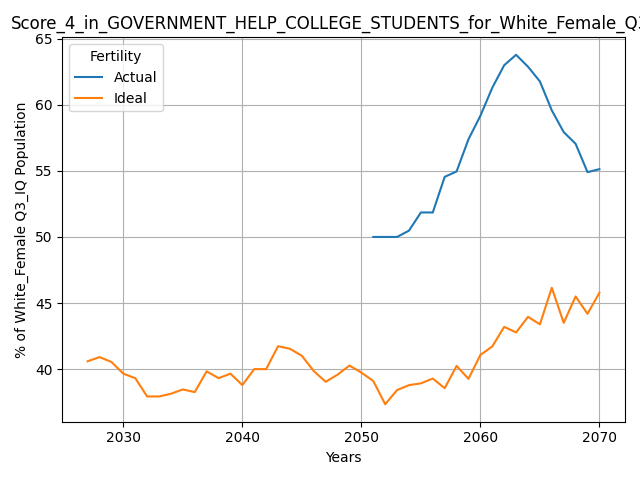 Score_4_in_GOVERNMENT_HELP_COLLEGE_STUDENTS_for_White_Female_Q3
65
60
55
50
45
40
% of White_Female Q3_IQ Population
Fertility
Actual
Ideal
2030
2040
2050
2060
2070
Years